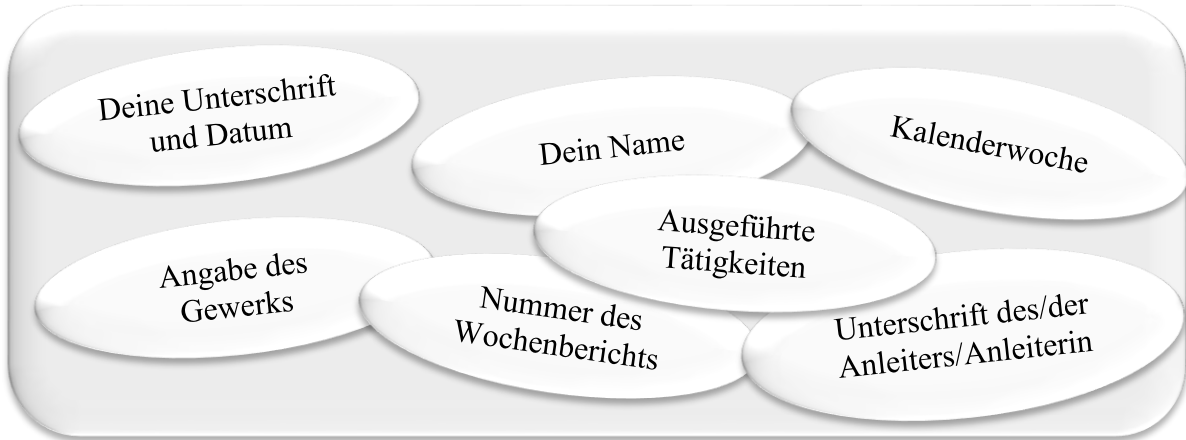 Deine Unterschrift
und Datum
Dein Name
Kalenderwoche
Ausgeführte
Tätigkeiten
Angabe des
Gewerks
Nummer des
Wochenberichts
Unterschrift des/der
Anleiters/Anleiterin